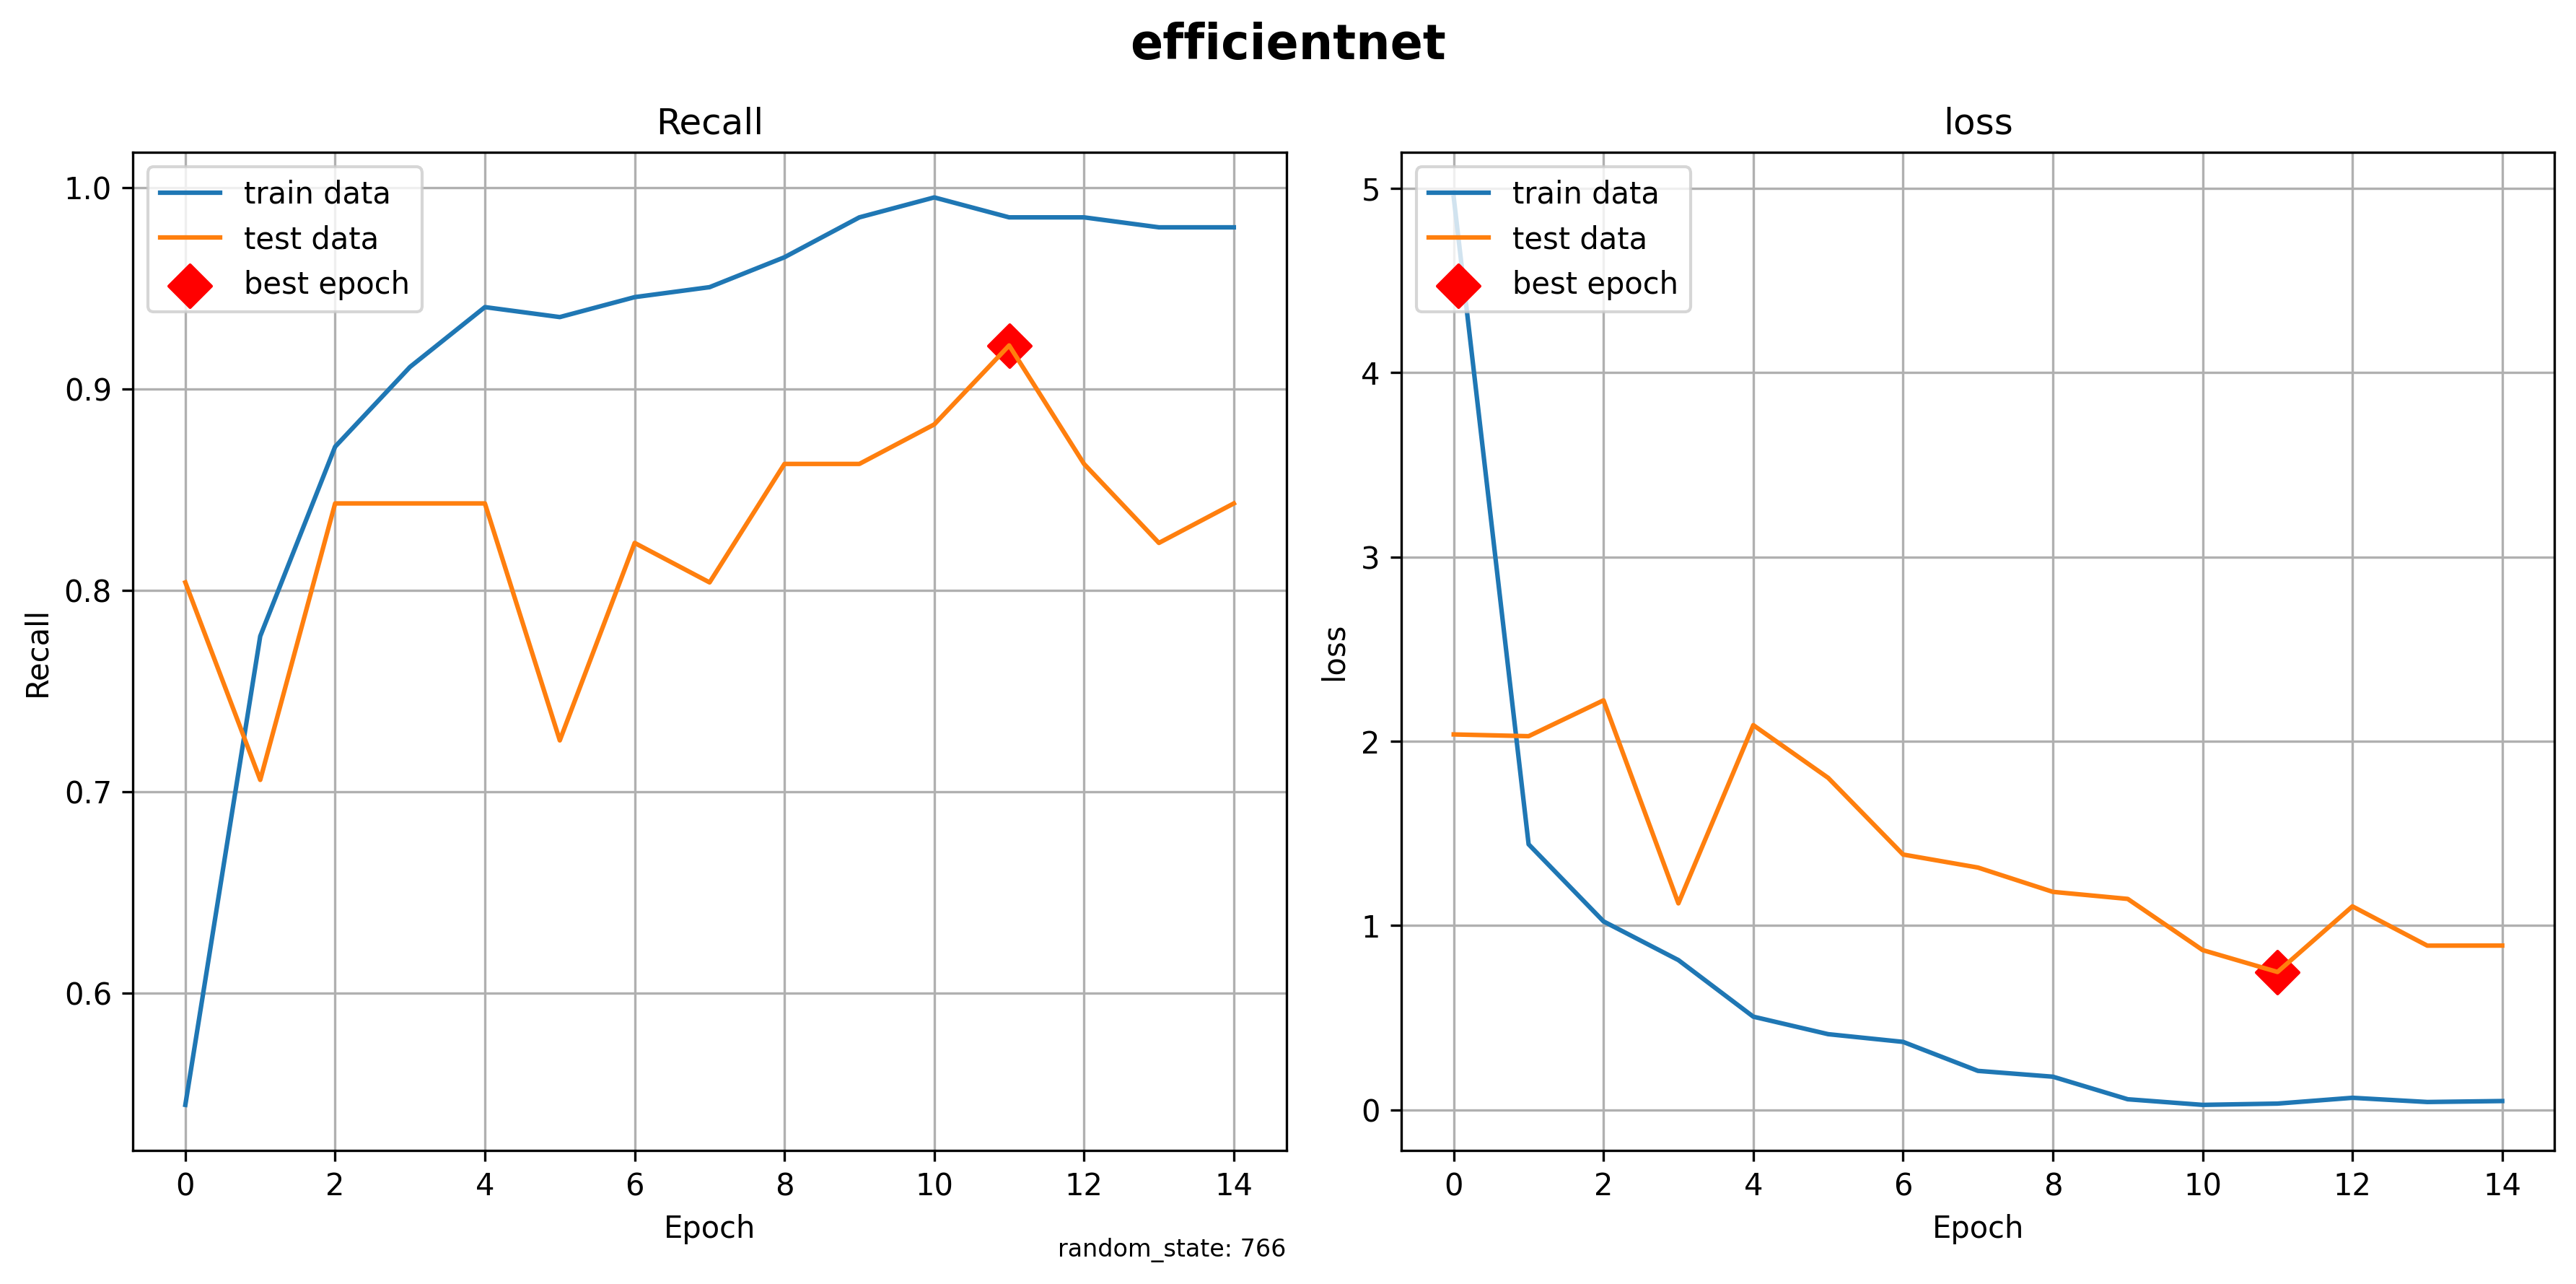 efficientnet
Recall
train data
test data
best epoch
1.0
0.9
0.8
0.7
0.6
Recall
0 2 4 6 8 10 12 14
Epoch
random_state: 766
loss
train data
test data
best epoch
5
4
3
2
1
0
loss
0 2 4 6 8 10 12 14
Epoch